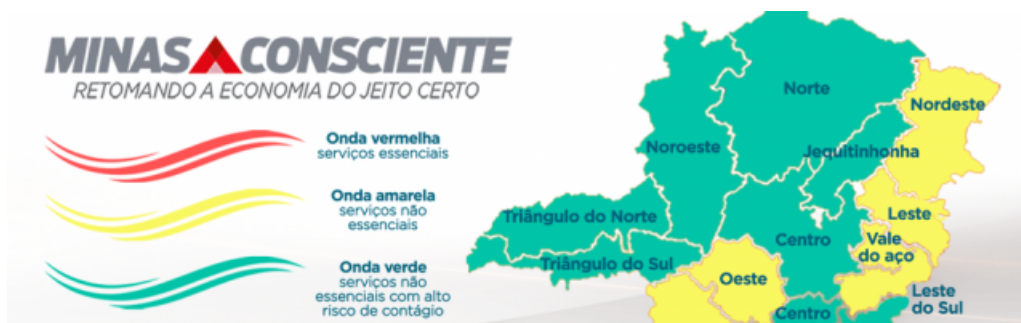 MINAS CONSCIENTE
RETOMANDO A ECONOMIA DO JEITO CERTO
Onda vermelha
serviços essenciais
Onda amarela
serviços não
essenciais
Onda verde
serviços não
essenciais com alto
risco de contágio
Norte
Nordeste
Noroeste
Jequitinhonha
Triângulo do Norte
Leste
Centro
Vale
do aço
Triângulo do Sul
Oeste
Leste
do Sul
Centro